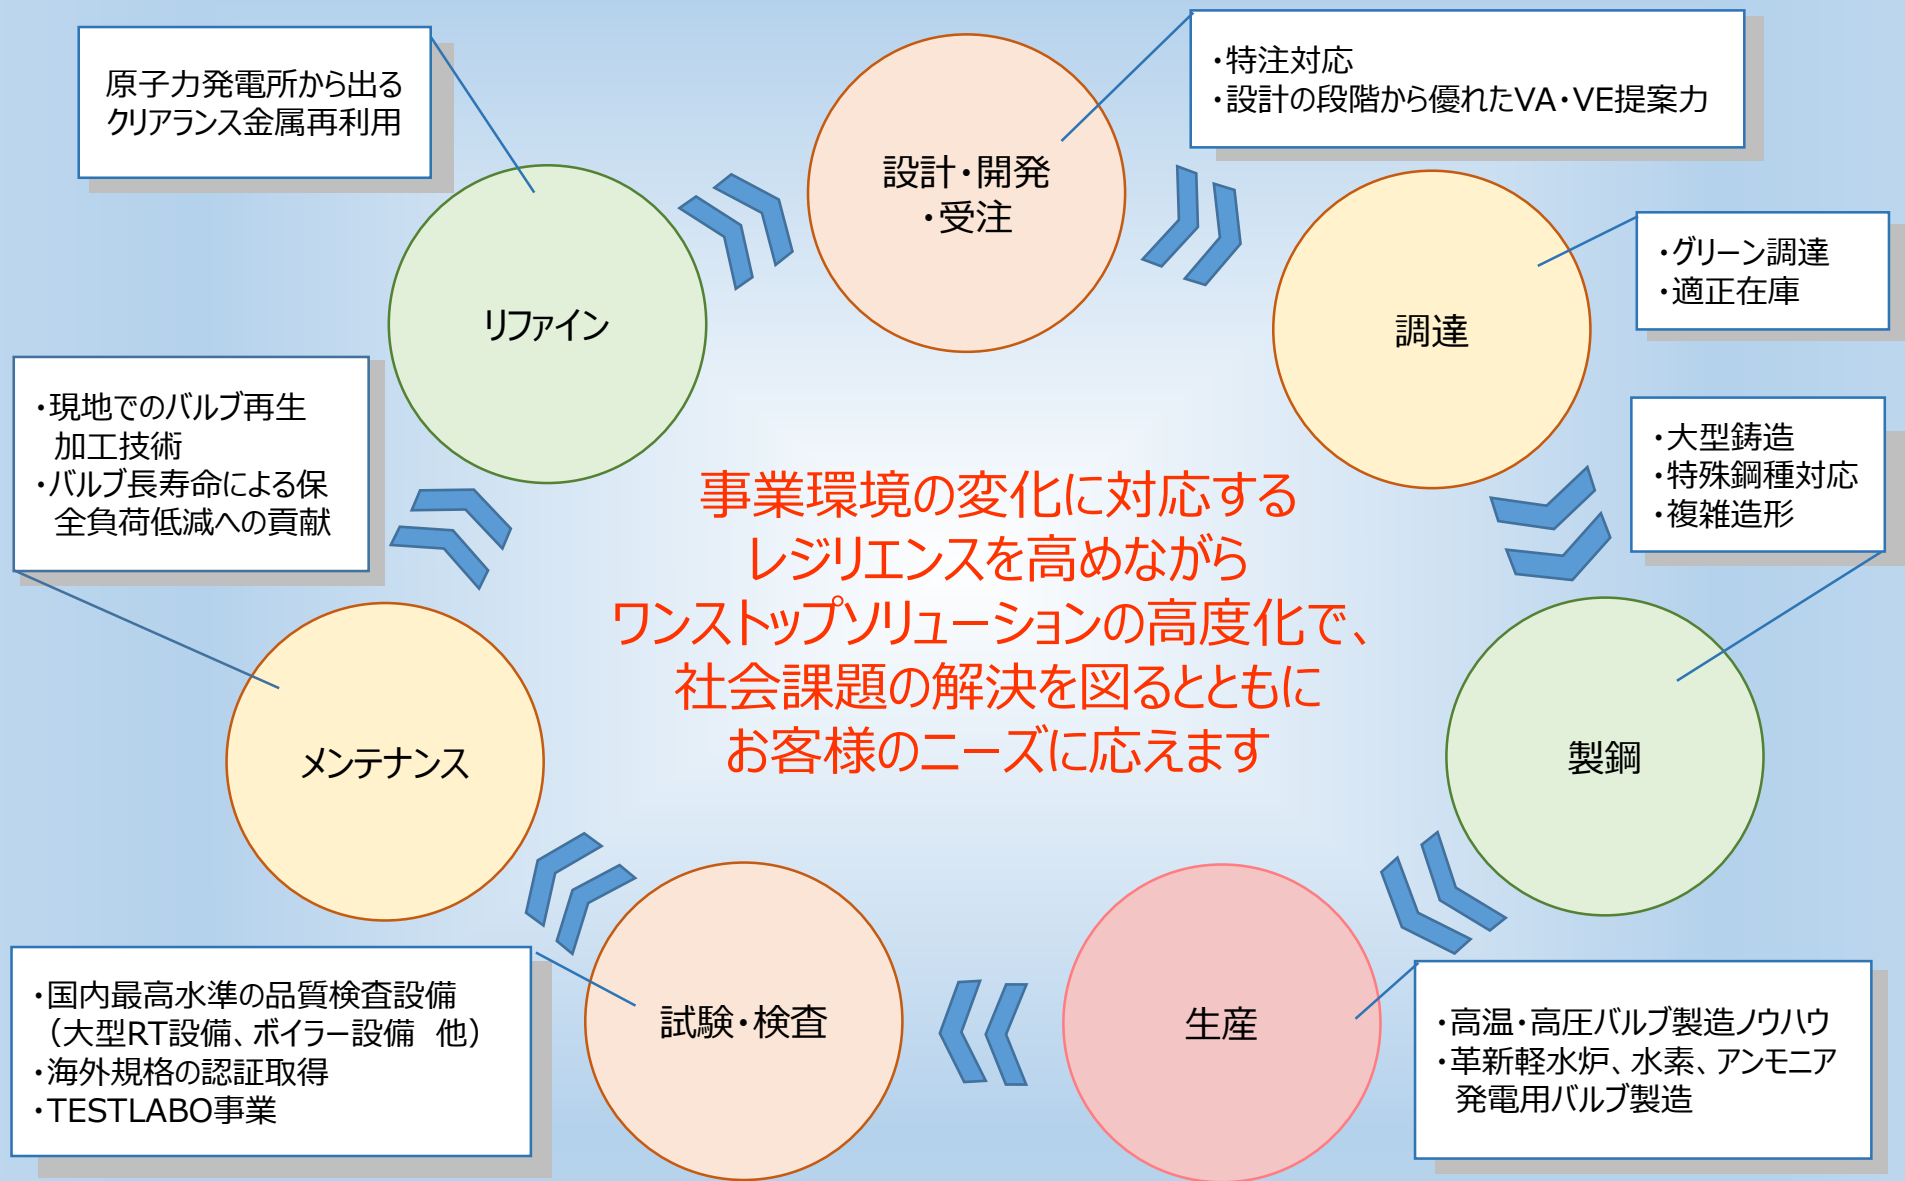 原子力発電所から出る
クリアランス金属再利用
・特注対応
・設計の段階から優れたVA・VE提案力
設計・開発
・受注
・グリーン調達
・適正在庫
調達
リファイン
・現地でのバルブ再生
加工技術
・バルブ長寿命による保
全負荷低減への貢献
・大型鋳造
・特殊鋼種対応
・複雑造形
事業環境の変化に対応する
レジリエンスを高めながら
ワンストップソリューションの高度化で、
社会課題の解決を図るとともに
お客様のニーズに応えます
メンテナンス
製鋼
・国内最高水準の品質検査設備
（大型RT設備、ボイラー設備　他）
・海外規格の認証取得
・TESTLABO事業
試験・検査
生産
・高温・高圧バルブ製造ノウハウ
・革新軽水炉、水素、アンモニア
発電用バルブ製造